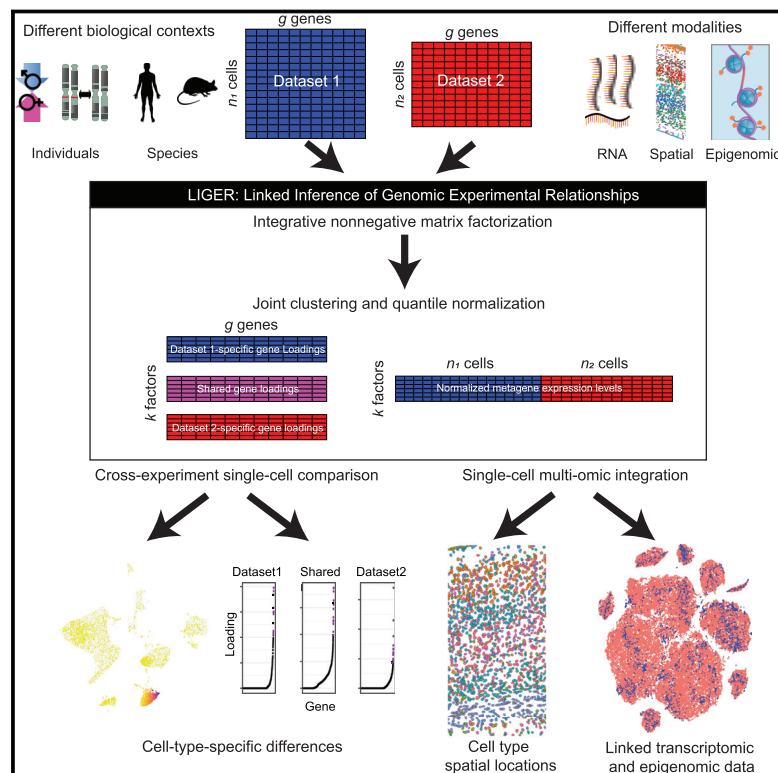 Different biological contexts
g genes
n₁ cells
Dataset 1
g genes
n₂ cells
Dataset 2
Different modalities
Individuals
Species
RNA
Spatial
Epigenomic
LIGER: Linked Inference of Genomic Experimental Relationships
Integrative nonnegative matrix factorization
Joint clustering and quantile normalization
g genes
k factors
Dataset 1-specific gene Loadings
Shared gene loadings
Dataset 2-specific gene loadings
n₁ cells
n₂ cells
k factors
Normalized metagene expression levels
Cross-experiment single-cell comparison
Single-cell multi-omic integration
Dataset1
Shared
Dataset2
Loading
Gene
Cell-type-specific differences
Cell type
spatial locations
Linked transcriptomic
and epigenomic data